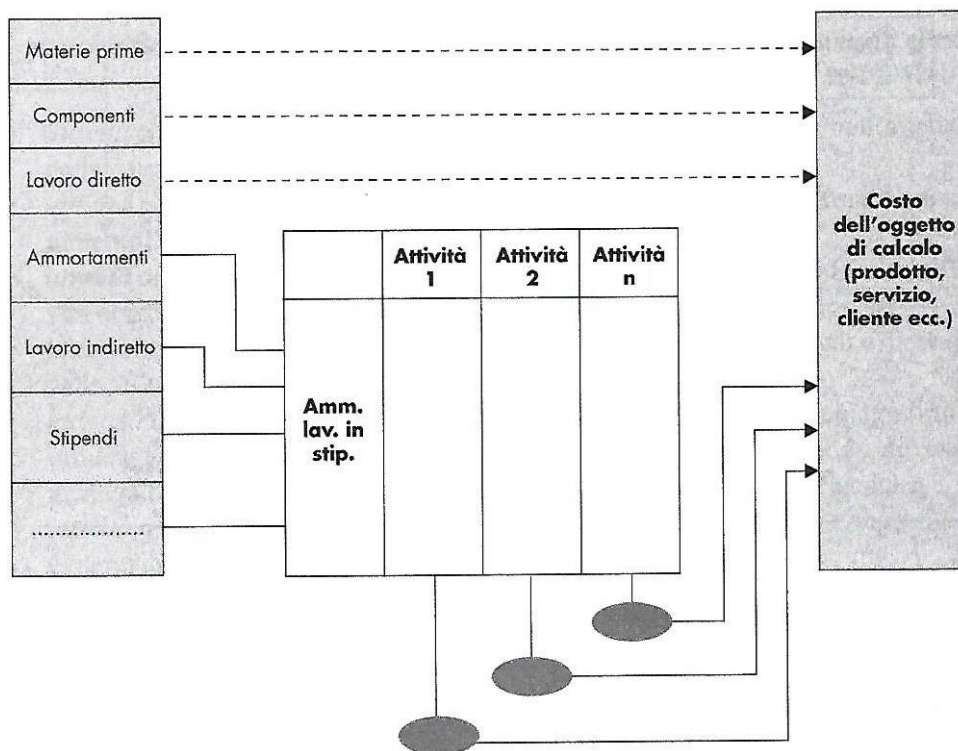 Materie prime
Componenti
Lavoro diretto
Ammortamenti
Lavoro indiretto
Stipendi
....................
Amm.
lav. in
stip.
Attività
1
Attività
2
Attività
n
Costo
dell'oggetto
di calcolo
(prodotto,
servizio,
cliente ecc.)